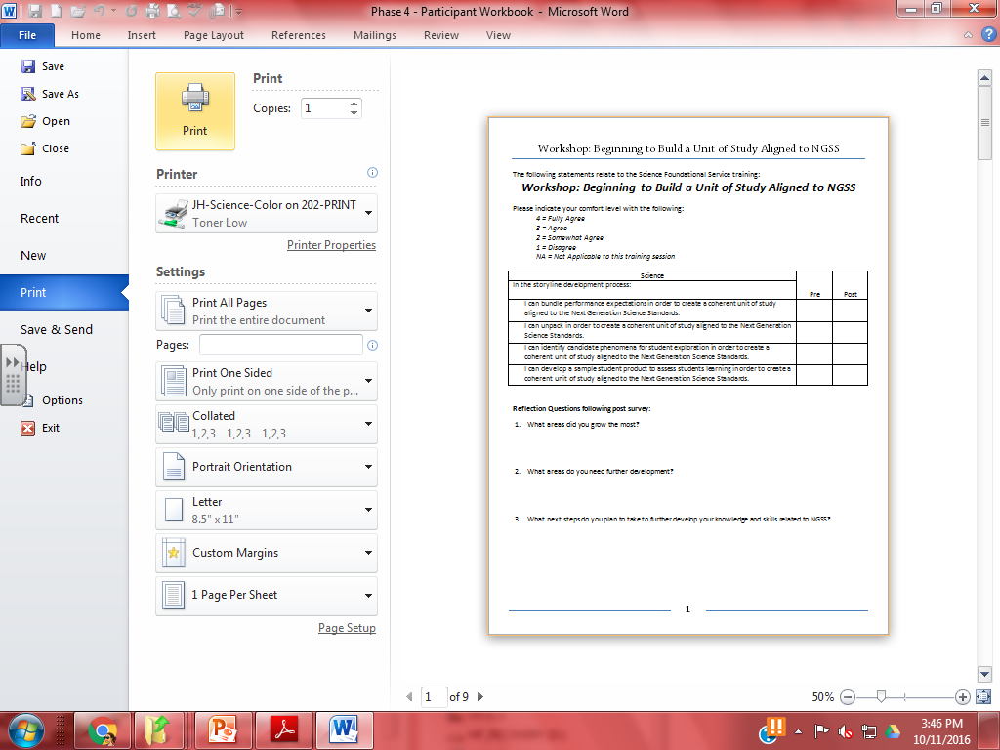 Phase 4 - Participant Workbook - Microsoft Word
File Home Insert Page Layout References Mailings Review View
Save
Save As
Open
Close
Info
Recent
New
Print
Save & Send
Help
Options
Exit
Print
Print
Copies: 1
Printer
JH-Science-Color on 202-PRINT
Toner Low
Printer Properties
Settings
Print All Pages
Print the entire document
Pages:
Print One Sided
Only print on one side of the p...
Collated
1,2,3 1,2,3 1,2,3
Portrait Orientation
Letter
8.5" x 11"
Custom Margins
1 Page Per Sheet
Page Setup
Workshop: Beginning to Build a Unit of Study Aligned to NGSS
The following statements relate to the Science Foundational Service training:
Workshop: Beginning to Build a Unit of Study Aligned to NGSS
Please indicate your comfort level with the following:
4 = Fully Agree
3 = Agree
2 = Somewhat Agree
1 = Disagree
NA = Not Applicable to this training session
Science
In the storyline development process:
Pre Post
I can bundle performance expectations in order to create a coherent unit of study
aligned to the Next Generation Science Standards.
I can unpack in order to create a coherent unit of study aligned to the Next Generation
Science Standards.
I can identify candidate phenomena for student exploration in order to create a
coherent unit of study aligned to the Next Generation Science Standards.
I can develop a sample student product to assess students learning in order to create a
coherent unit of study aligned to the Next Generation Science Standards.
Reflection Questions following post survey:
1. What areas did you grow the most?
2. What areas do you need further development?
3. What next steps do you plan to take to further develop your knowledge and skills related to NGSS?
1
1 of 9
50%
3:46 PM
10/11/2016